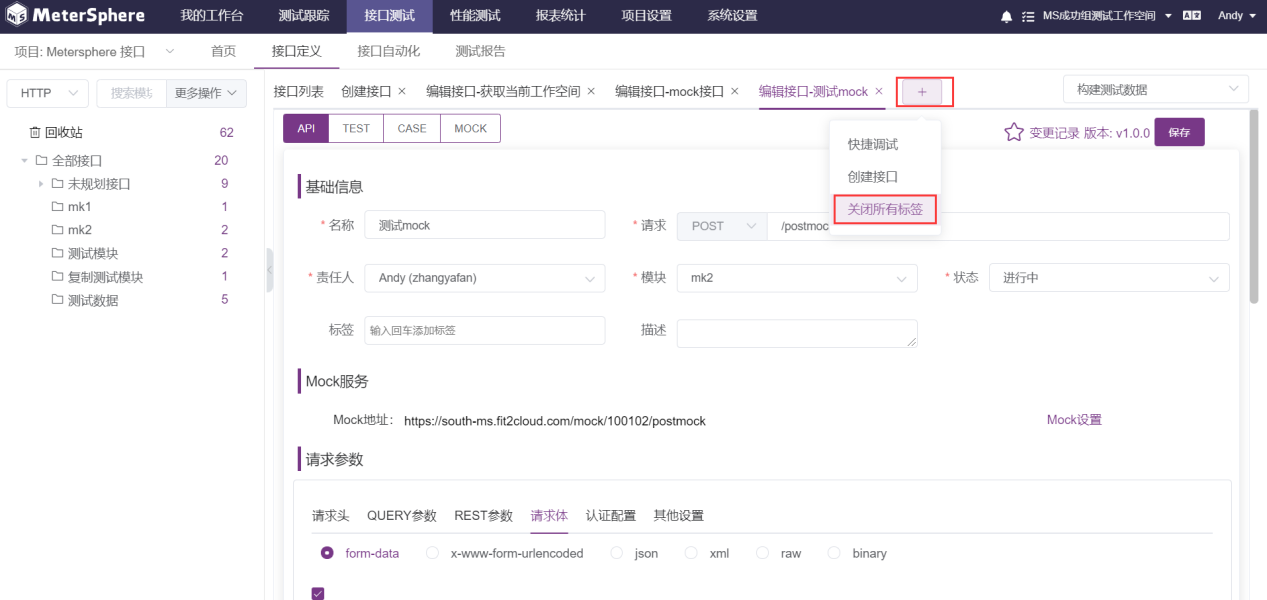 MeterSphere 我的工作台 测试跟踪 接口测试 性能测试 报表统计 项目设置 系统设置 MS成功组测试工作空间 Andy
项目: Metersphere 接口 首页 接口定义 接口自动化 测试报告
HTTP 搜索模块 更多操作 接口列表 创建接口 × 编辑接口-获取当前工作空间 × 编辑接口-mock接口 × 编辑接口-测试mock × + 构建测试数据
API TEST CASE MOCK 变更记录 版本: v1.0.0 保存
快捷调试
创建接口
关闭所有标签
回收站 62
全部接口 20
未规划接口 9
mk1 1
mk2 2
测试模块 2
复制测试模块 1
测试数据 5
基础信息
* 名称 测试mock * 请求 POST /postmoc
* 责任人 Andy (zhangyafan) * 模块 mk2 * 状态 进行中
标签 输入回车添加标签 描述
Mock服务
Mock地址: https://south-ms.fit2cloud.com/mock/100102/postmock Mock设置
请求参数
请求头 QUERY参数 REST参数 请求体 认证配置 其他设置
form-data x-www-form-urlencoded json xml raw binary